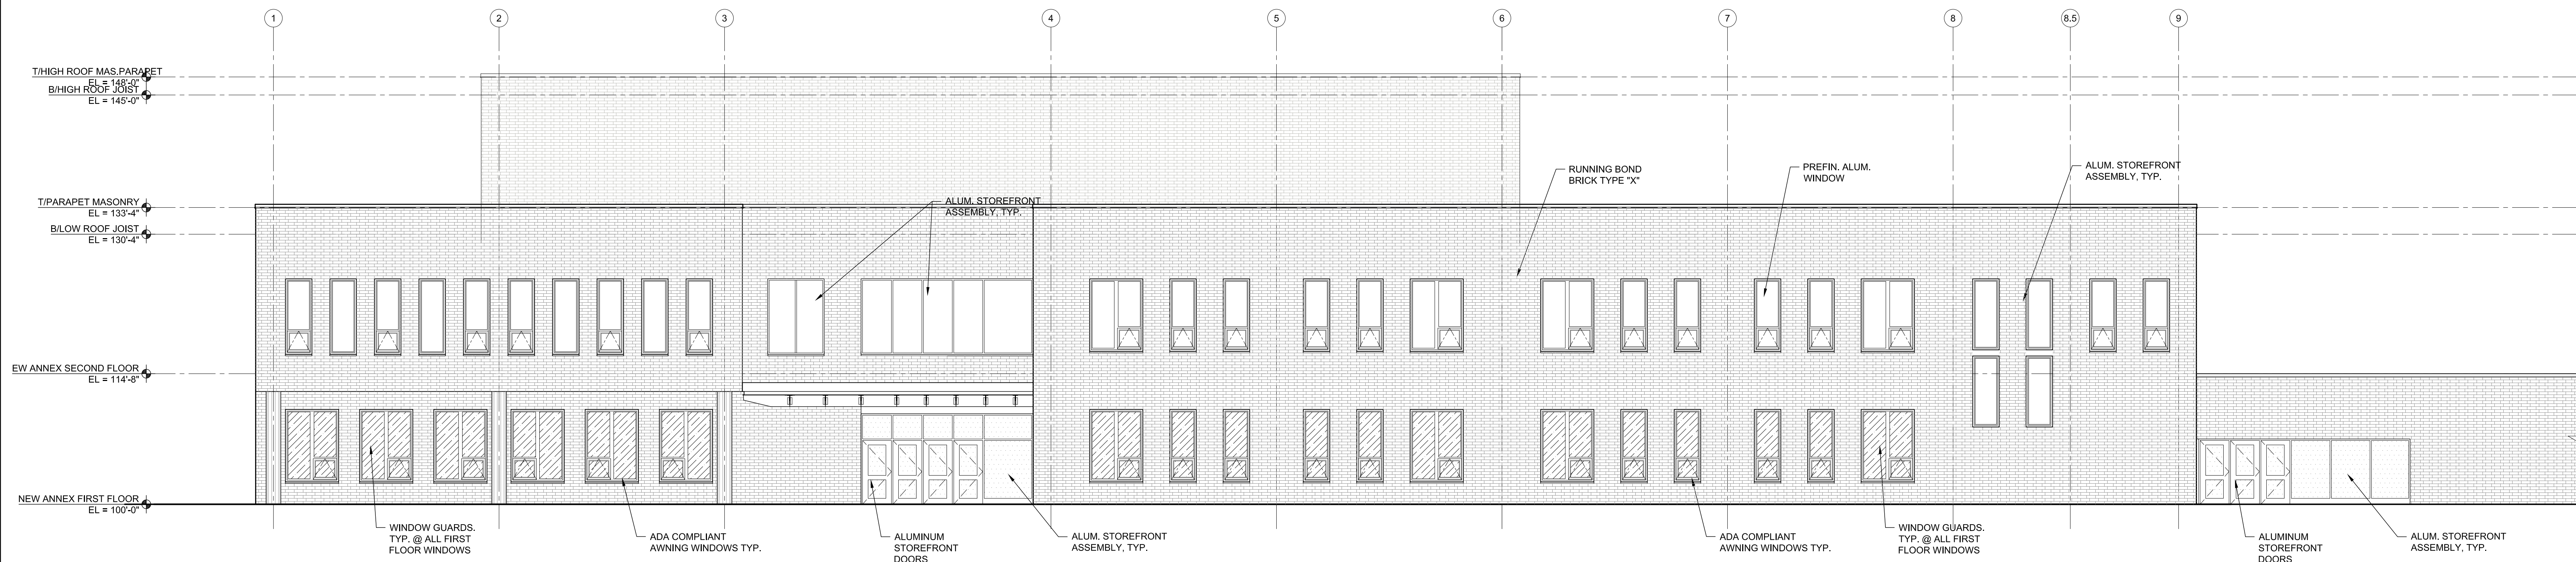 1
2
3
4
5
6
7
8
8.5
9
T/HIGH ROOF MAS.PARAPET
EL = 148'-0"
B/HIGH ROOF JOIST
EL = 145'-0"
T/PARAPET MASONRY
EL = 133'-4"
B/LOW ROOF JOIST
EL = 130'-4"
EW ANNEX SECOND FLOOR
EL = 114'-8"
NEW ANNEX FIRST FLOOR
EL = 100'-0"
ALUM. STOREFRONT
ASSEMBLY, TYP.
RUNNING BOND
BRICK TYPE "X"
PREFIN. ALUM.
WINDOW
ALUM. STOREFRONT
ASSEMBLY, TYP.
WINDOW GUARDS.
TYP. @ ALL FIRST
FLOOR WINDOWS
ADA COMPLIANT
AWNING WINDOWS TYP.
ALUMINUM
STOREFRONT
DOORS
ALUM. STOREFRONT
ASSEMBLY, TYP.
ADA COMPLIANT
AWNING WINDOWS TYP.
WINDOW GUARDS.
TYP. @ ALL FIRST
FLOOR WINDOWS
ALUMINUM
STOREFRONT
DOORS
ALUM. STOREFRONT
ASSEMBLY, TYP.